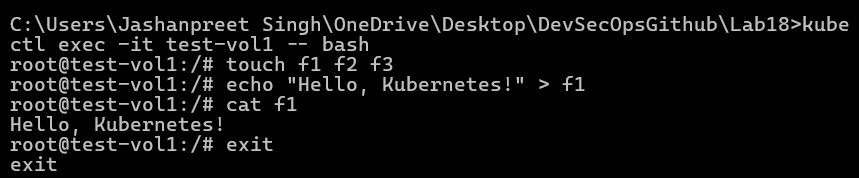 C:\Users\Jashanpreet Singh\OneDrive\Desktop\DevSecOpsGithub\Lab18>kube
ctl exec -it test-vol1 -- bash
root@test-vol1:/# touch f1 f2 f3
root@test-vol1:/# echo "Hello, Kubernetes!" > f1
root@test-vol1:/# cat f1
Hello, Kubernetes!
root@test-vol1:/# exit
exit